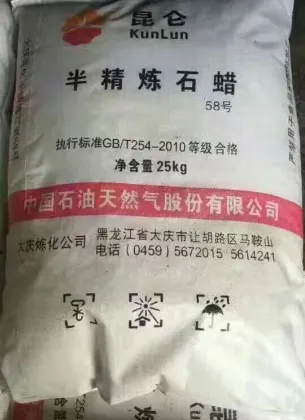 昆仑
KunLun
半精炼石蜡
58号
执行标准GB/T254-2010 等级合格
净含量25kg
中国石油天然气股份有限公司
大庆炼化公司
黑龙江省大庆市让胡路区马鞍山
电话：(0459) 5672015 5614241